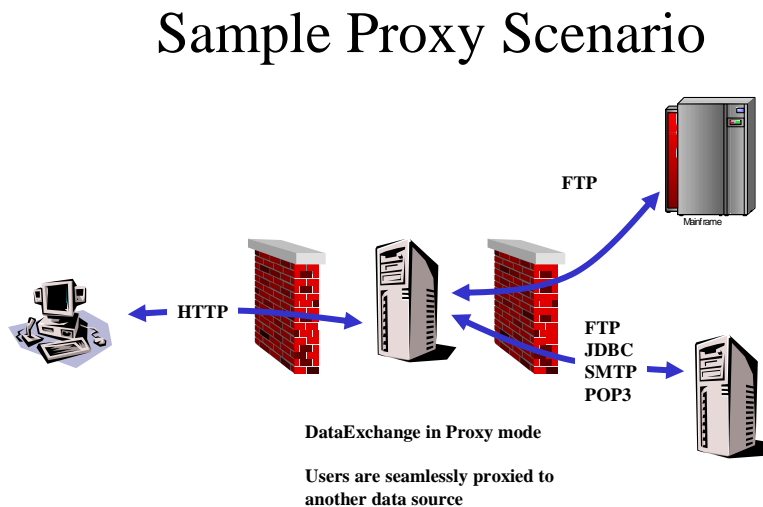 Sample Proxy Scenario
FTP
Mainframe
HTTP
FTP
JDBC
SMTP
POP3
DataExchange in Proxy mode
Users are seamlessly proxied to
another data source